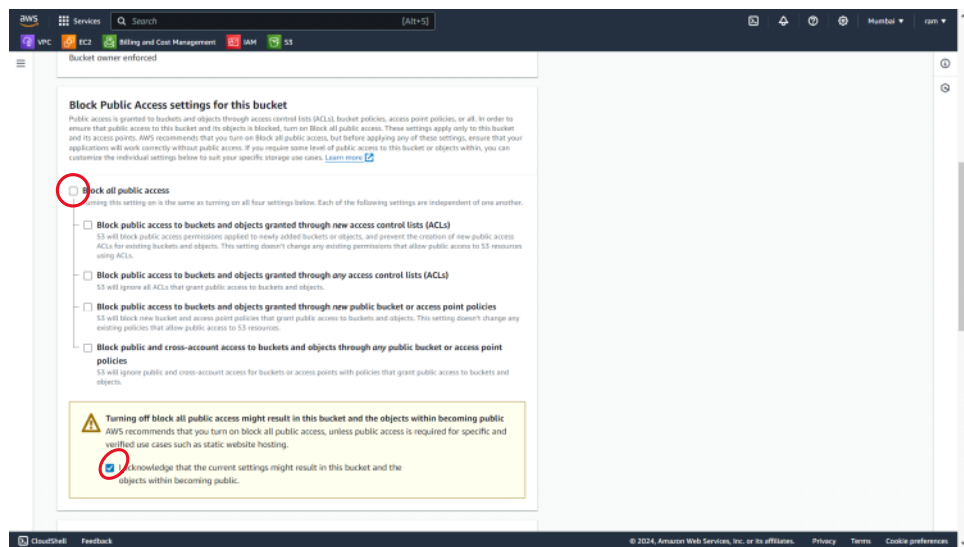 aws Services Search [Alt+S] Mumbai ▼ ram ▼
VPC EC2 Billing and Cost Management IAM S3
Bucket owner enforced
Block Public Access settings for this bucket
Public access is granted to buckets and objects through access control lists (ACLs), bucket policies, access point policies, or all. In order to
ensure that public access to this bucket and its objects is blocked, turn on Block all public access. These settings apply only to this bucket
and its access points. AWS recommends that you turn on Block all public access, but before applying any of these settings, ensure that your
applications will work correctly without public access. If you require some level of public access to this bucket or objects within, you can
customize the individual settings below to suit your specific storage use cases. Learn more
Block all public access
Turning this setting on is the same as turning on all four settings below. Each of the following settings are independent of one another.
Block public access to buckets and objects granted through new access control lists (ACLs)
S3 will block public access permissions applied to newly added buckets or objects, and prevent the creation of new public access
ACLs for existing buckets and objects. This setting doesn't change any existing permissions that allow public access to S3 resources
using ACLs.
Block public access to buckets and objects granted through any access control lists (ACLs)
S3 will ignore all ACLs that grant public access to buckets and objects.
Block public access to buckets and objects granted through new public bucket or access point policies
S3 will block new bucket and access point policies that grant public access to buckets and objects. This setting doesn't change any
existing policies that allow public access to S3 resources.
Block public and cross-account access to buckets and objects through any public bucket or access point
policies
S3 will ignore public and cross-account access for buckets or access points with policies that grant public access to buckets and
objects.
Turning off block all public access might result in this bucket and the objects within becoming public
AWS recommends that you turn on block all public access, unless public access is required for specific and
verified use cases such as static website hosting.
I acknowledge that the current settings might result in this bucket and the
objects within becoming public.
CloudShell Feedback © 2024, Amazon Web Services, Inc. or its affiliates. Privacy Terms Cookie preferences